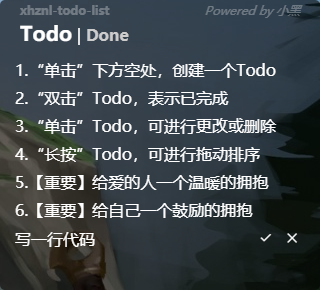 xhznl-todo-list
Powered by 小黑
Todo | Done
1.“单击”下方空处，创建一个Todo
2.“双击”Todo，表示已完成
3.“单击”Todo，可进行更改或删除
4.“长按”Todo，可进行拖动排序
5.【重要】给爱的人一个温暖的拥抱
6.【重要】给自己一个鼓励的拥抱
写一行代码